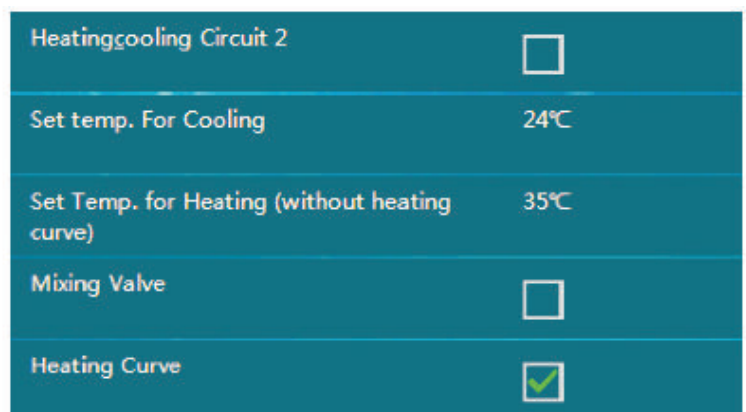 Heatingcooling Circuit 2
Set temp. For Cooling 24℃
Set Temp. for Heating (without heating 35℃
curve)
Mixing Valve
Heating Curve